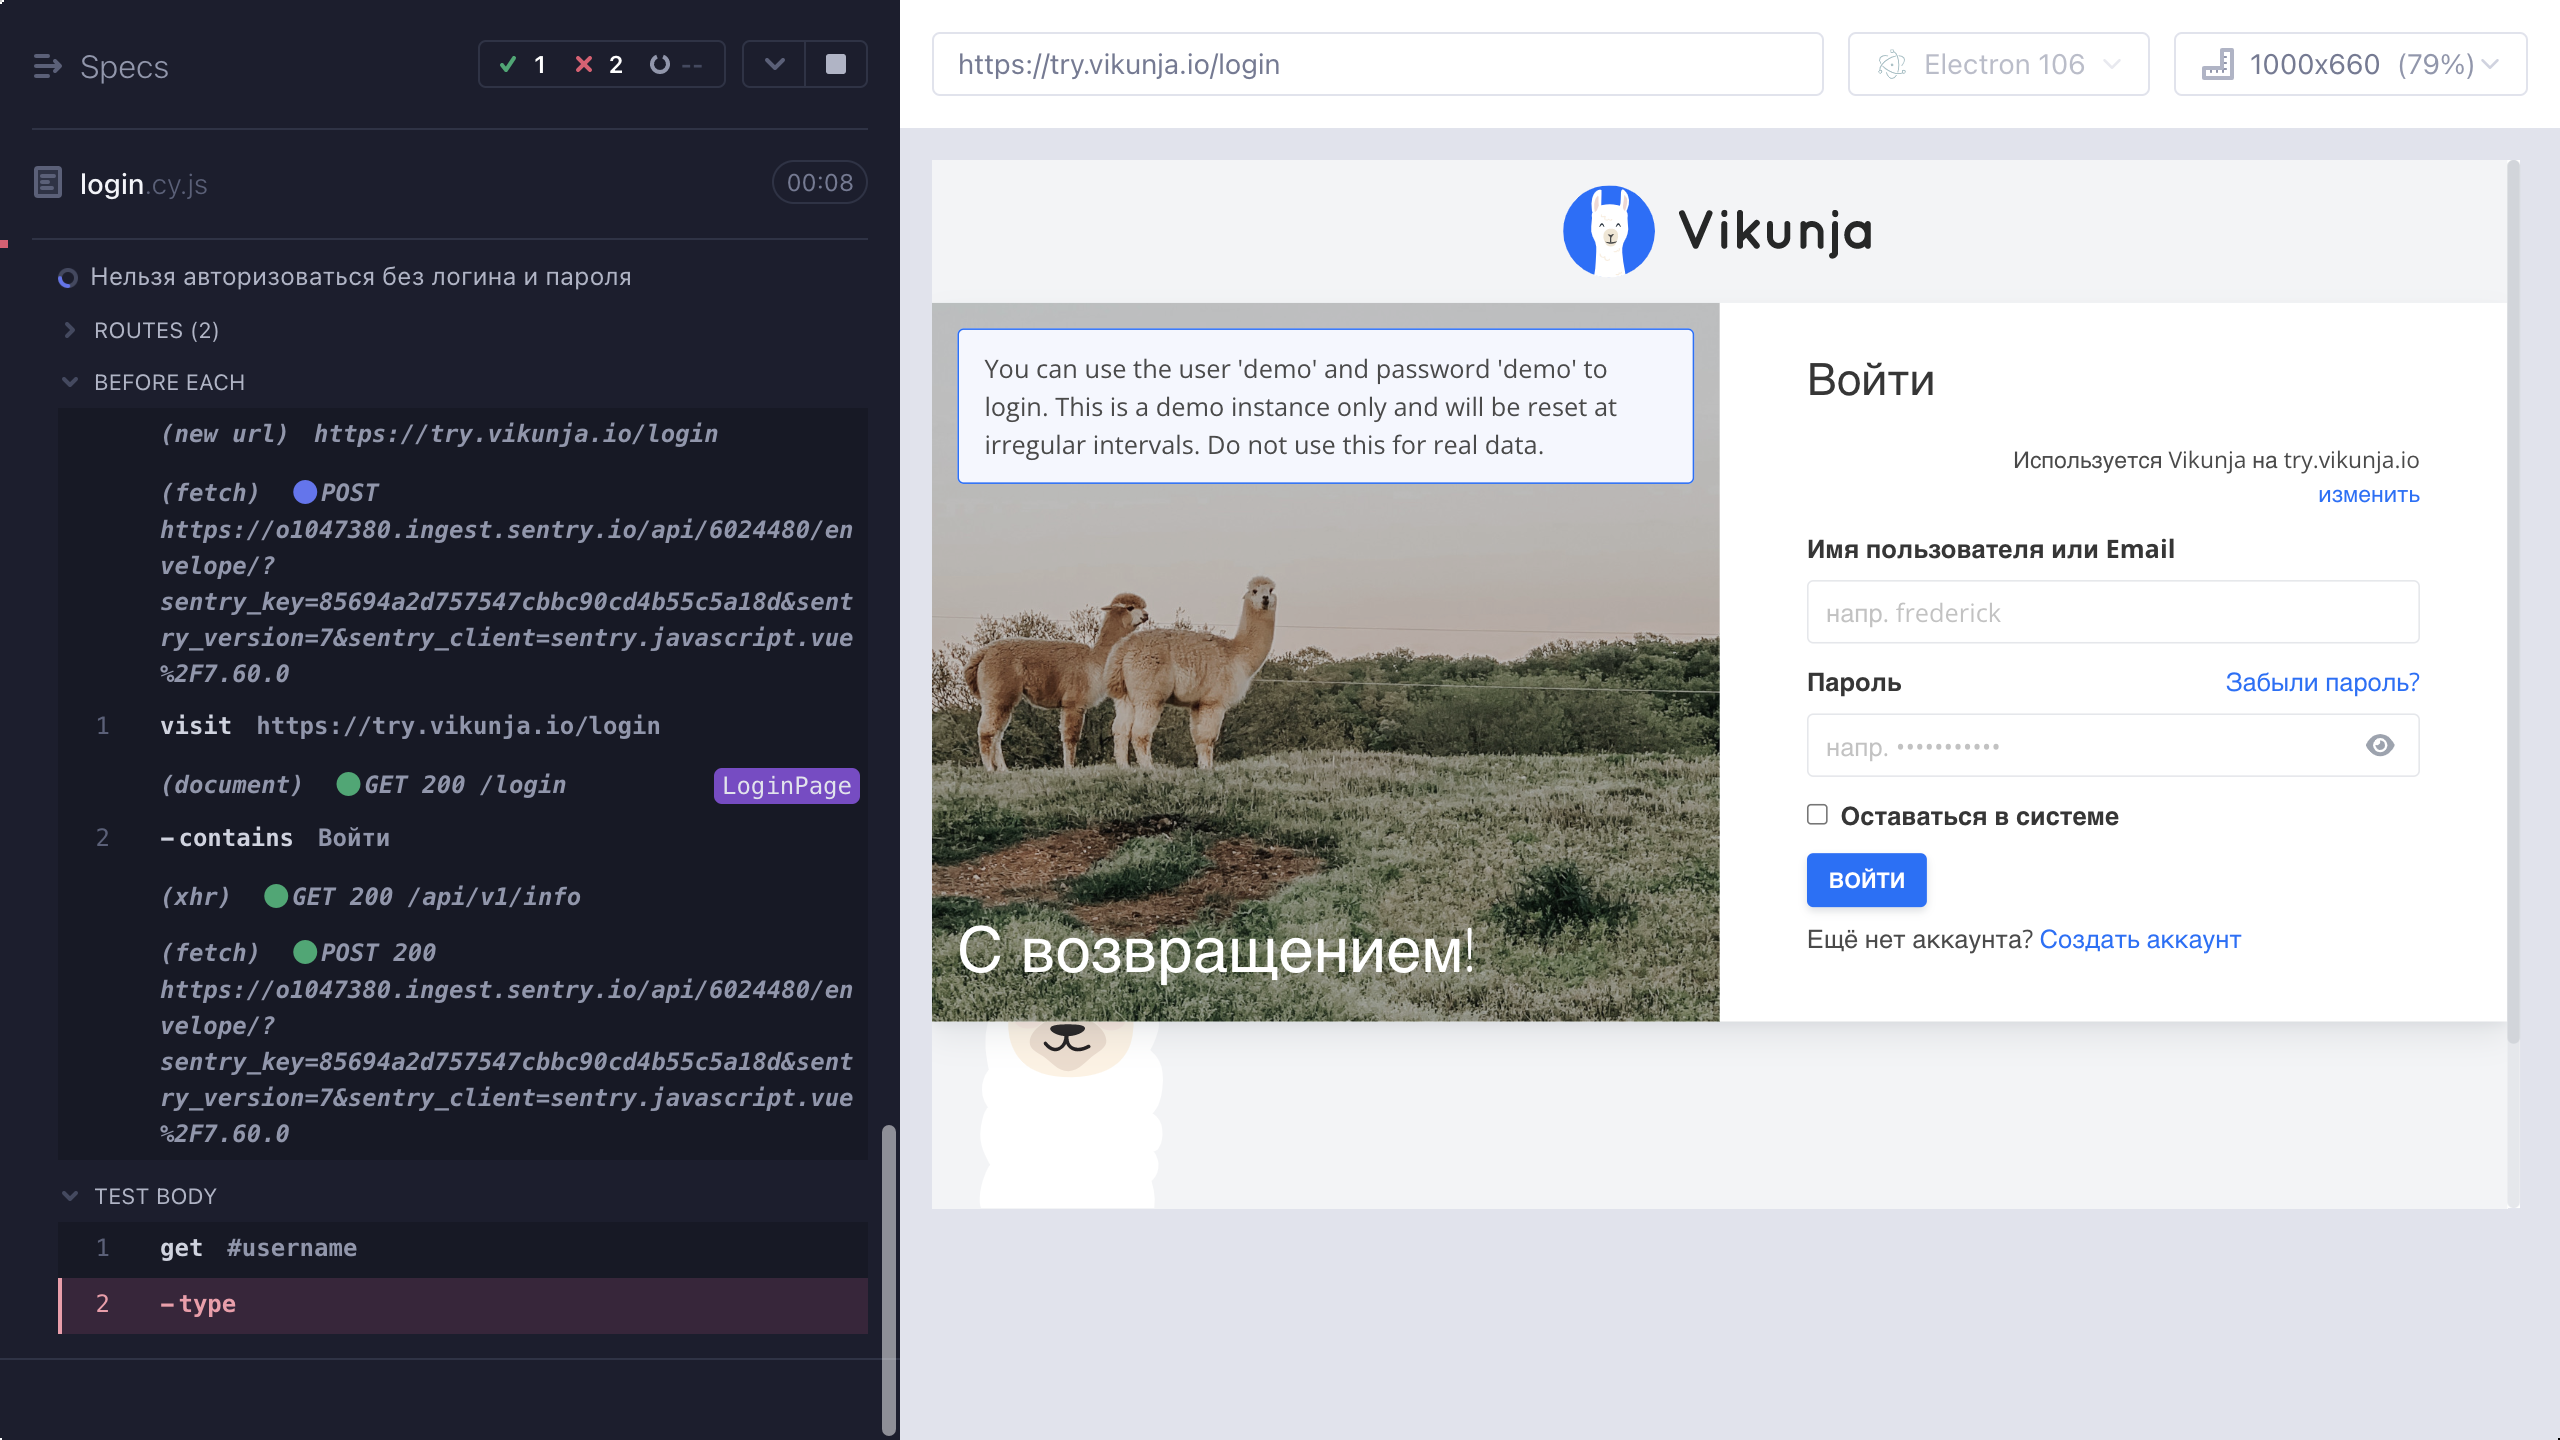 Specs
1 2 --
login.cy.js
00:08
Нельзя авторизоваться без логина и пароля
ROUTES (2)
BEFORE EACH
(new url) https://try.vikunja.io/login
(fetch) POST
https://o1047380.ingest.sentry.io/api/6024480/en
velope/?
sentry_key=85694a2d757547cbbc90cd4b55c5a18d&sent
ry_version=7&sentry_client=sentry.javascript.vue
%2F7.60.0
1 visit https://try.vikunja.io/login
(document) GET 200 /login LoginPage
2 -contains Войти
(xhr) GET 200 /api/v1/info
(fetch) POST 200
https://o1047380.ingest.sentry.io/api/6024480/en
velope/?
sentry_key=85694a2d757547cbbc90cd4b55c5a18d&sent
ry_version=7&sentry_client=sentry.javascript.vue
%2F7.60.0
TEST BODY
1 get #username
2 -type
https://try.vikunja.io/login
Electron 106
1000x660 (79%)
Vikunja
You can use the user 'demo' and password 'demo' to
login. This is a demo instance only and will be reset at
irregular intervals. Do not use this for real data.
С возвращением!
Войти
Используется Vikunja на try.vikunja.io
изменить
Имя пользователя или Email
напр. frederick
Пароль
Забыли пароль?
напр. •••••••••••
Оставаться в системе
ВОЙТИ
Ещё нет аккаунта? Создать аккаунт